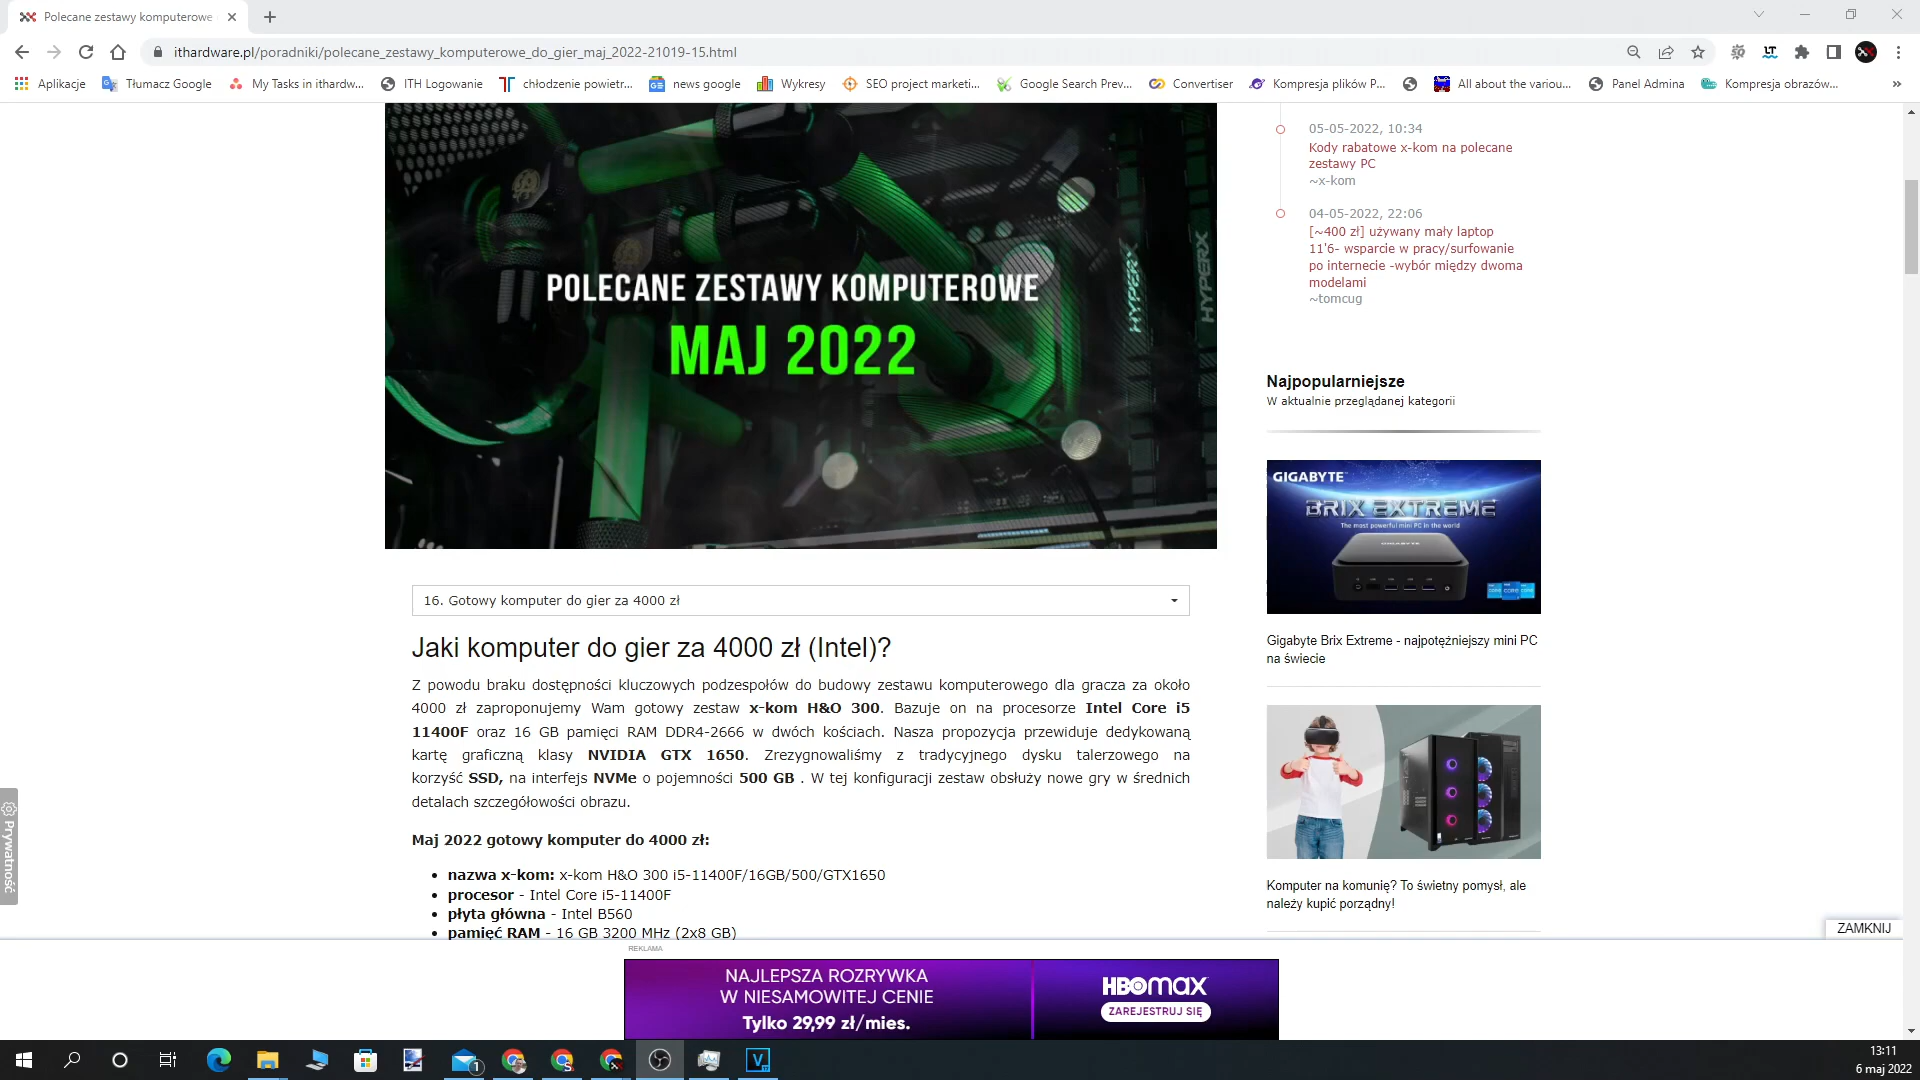 Polecane zestawy komputerowe
ithardware.pl/poradniki/polecane_zestawy_komputerowe_do_gier_maj_2022-21019-15.html
Aplikacje
Tłumacz Google
My Tasks in ithardw...
ITH Logowanie
chłodzenie powietr...
news google
Wykresy
SEO project marketi...
Google Search Prev...
Convertiser
Kompresja plików P...
All about the variou...
Panel Admina
Kompresja obrazów...
»
HYPERX
HYPERX
POLECANE ZESTAWY KOMPUTEROWE
MAJ 2022
16. Gotowy komputer do gier za 4000 zł
Jaki komputer do gier za 4000 zł (Intel)?
Z powodu braku dostępności kluczowych podzespołów do budowy zestawu komputerowego dla gracza za około
4000 zł zaproponujemy Wam gotowy zestaw x-kom H&O 300. Bazuje on na procesorze Intel Core i5
11400F oraz 16 GB pamięci RAM DDR4-2666 w dwóch kościach. Nasza propozycja przewiduje dedykowaną
kartę graficzną klasy NVIDIA GTX 1650. Zrezygnowaliśmy z tradycyjnego dysku talerzowego na
korzyść SSD, na interfejs NVMe o pojemności 500 GB . W tej konfiguracji zestaw obsłuży nowe gry w średnich
detalach szczegółowości obrazu.
Maj 2022 gotowy komputer do 4000 zł:
• nazwa x-kom: x-kom H&O 300 i5-11400F/16GB/500/GTX1650
• procesor - Intel Core i5-11400F
• płyta główna - Intel B560
• pamięć RAM - 16 GB 3200 MHz (2x8 GB)
05-05-2022, 10:34
Kody rabatowe x-kom na polecane
zestawy PC
~x-kom
04-05-2022, 22:06
[~400 zł] używany mały laptop
11'6- wsparcie w pracy/surfowanie
po internecie -wybór między dwoma
modelami
~tomcug
Najpopularniejsze
W aktualnie przeglądanej kategorii
GIGABYTE
BRIX EXTREME
The most powerful mini PC in the world
GIGABYTE
Gigabyte Brix Extreme - najpotężniejszy mini PC
na świecie
Komputer na komunię? To świetny pomysł, ale
należy kupić porządny!
Prywatność
ZAMKNIJ
REKLAMA
NAJLEPSZA ROZRYWKA
W NIESAMOWITEJ CENIE
Tylko 29,99 zł/mies.
HBOMAX
ZAREJESTRUJ SIĘ
1
V
13:11
6 maj 2022